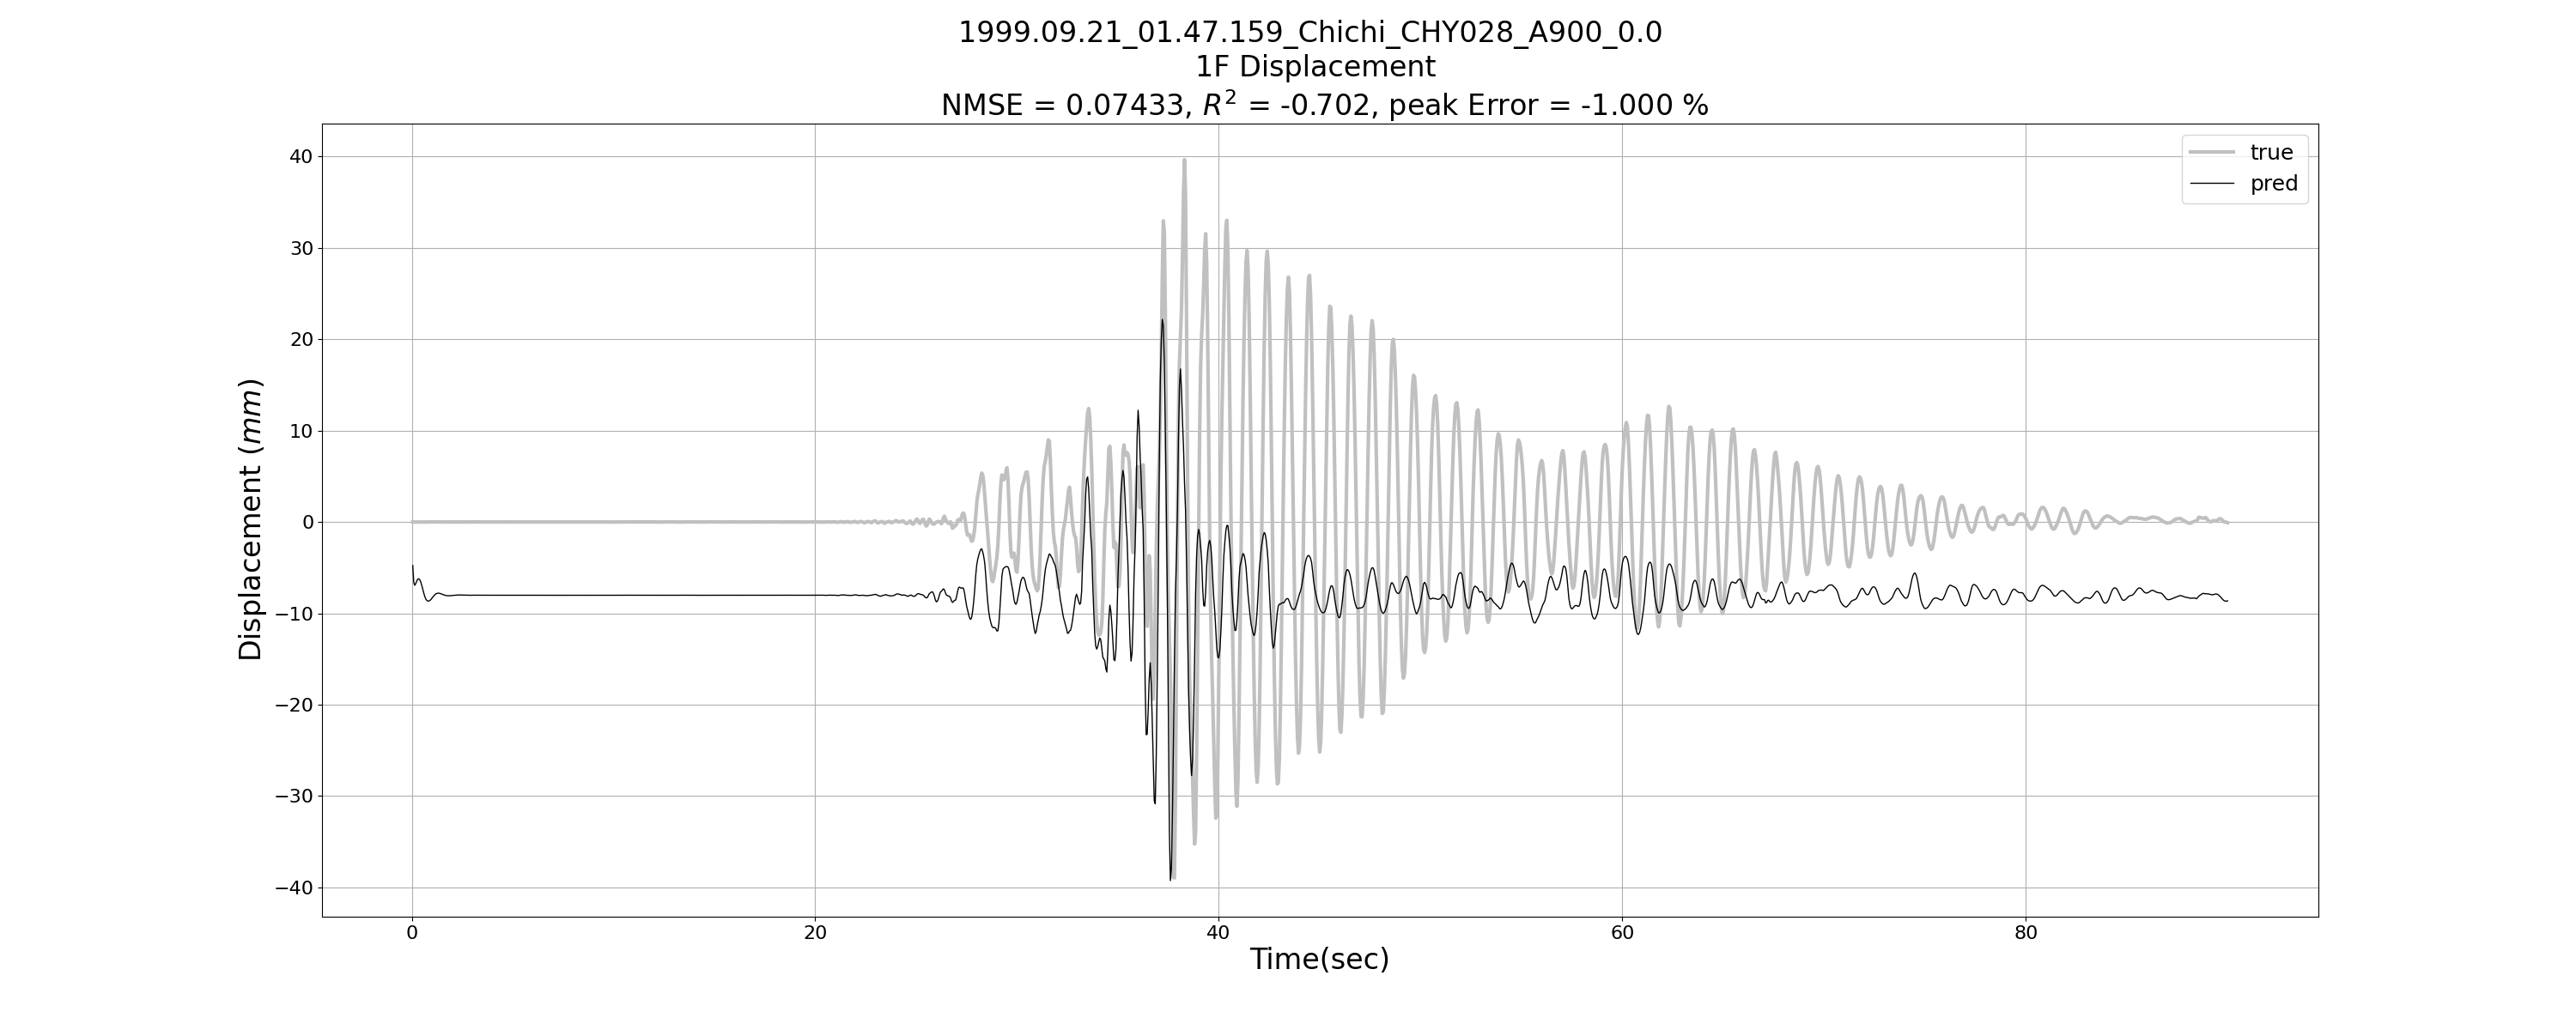 1999.09.21_01.47.159_Chichi_CHY028_A900_0.0
1F Displacement
NMSE = 0.07433, R² = -0.702, peak Error = -1.000 %
true
pred
40
30
20
10
0
−10
−20
−30
−40
Displacement (mm)
0 20 40 60 80
Time(sec)